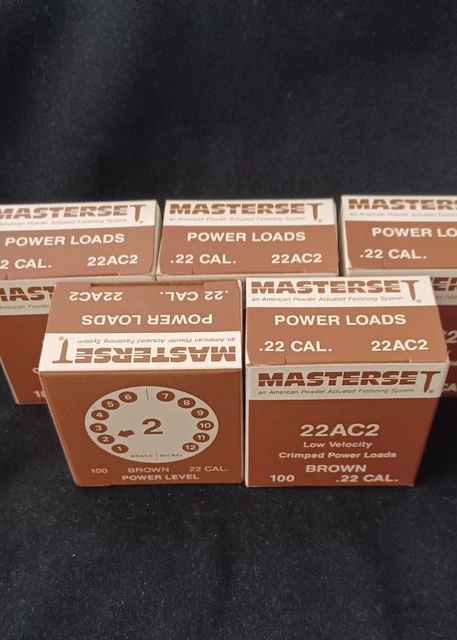 MASTERSET®
an American Powder Actuated Fastening System
POWER LOADS
2 CAL. 22AC2
MASTERSET®
an American Powder Actuated Fastening System
POWER LOADS
.22 CAL. 22AC2
MASTERS
an American Powder Actuated Fastening
POWER LO
.22 CAL.
MASTERSET®
an American Powder Actuated Fastening System
POWER LOADS
.22 CAL. 22AC2
1 2 3 4 5 6 7 8 9 10 11 12
2
BRASS NICKEL
100 BROWN 22 CAL.
POWER LEVEL
MASTERSET®
an American Powder Actuated Fastening System
POWER LOADS
.22 CAL. 22AC2
MASTERSET®
an American Powder Actuated Fastening System
22AC2
Low Velocity
Crimped Power Loads
BROWN
100 .22 CAL.